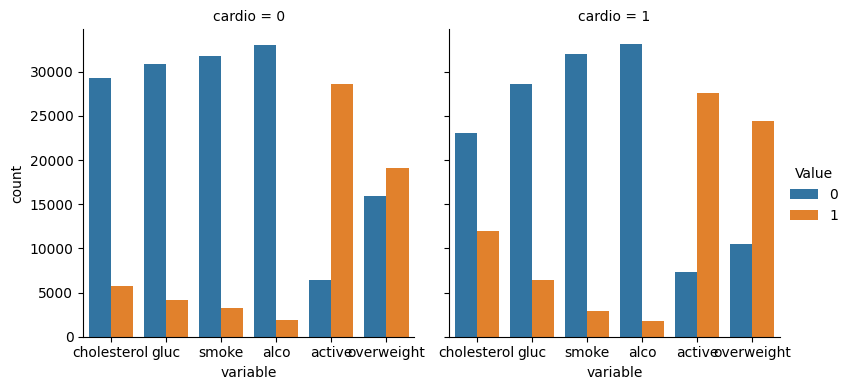 cardio = 0
cardio = 1
30000
25000
20000
15000
10000
5000
0
count
cholesterol gluc smoke alco active overweight
variable
cholesterol gluc smoke alco active overweight
variable
Value
0
1